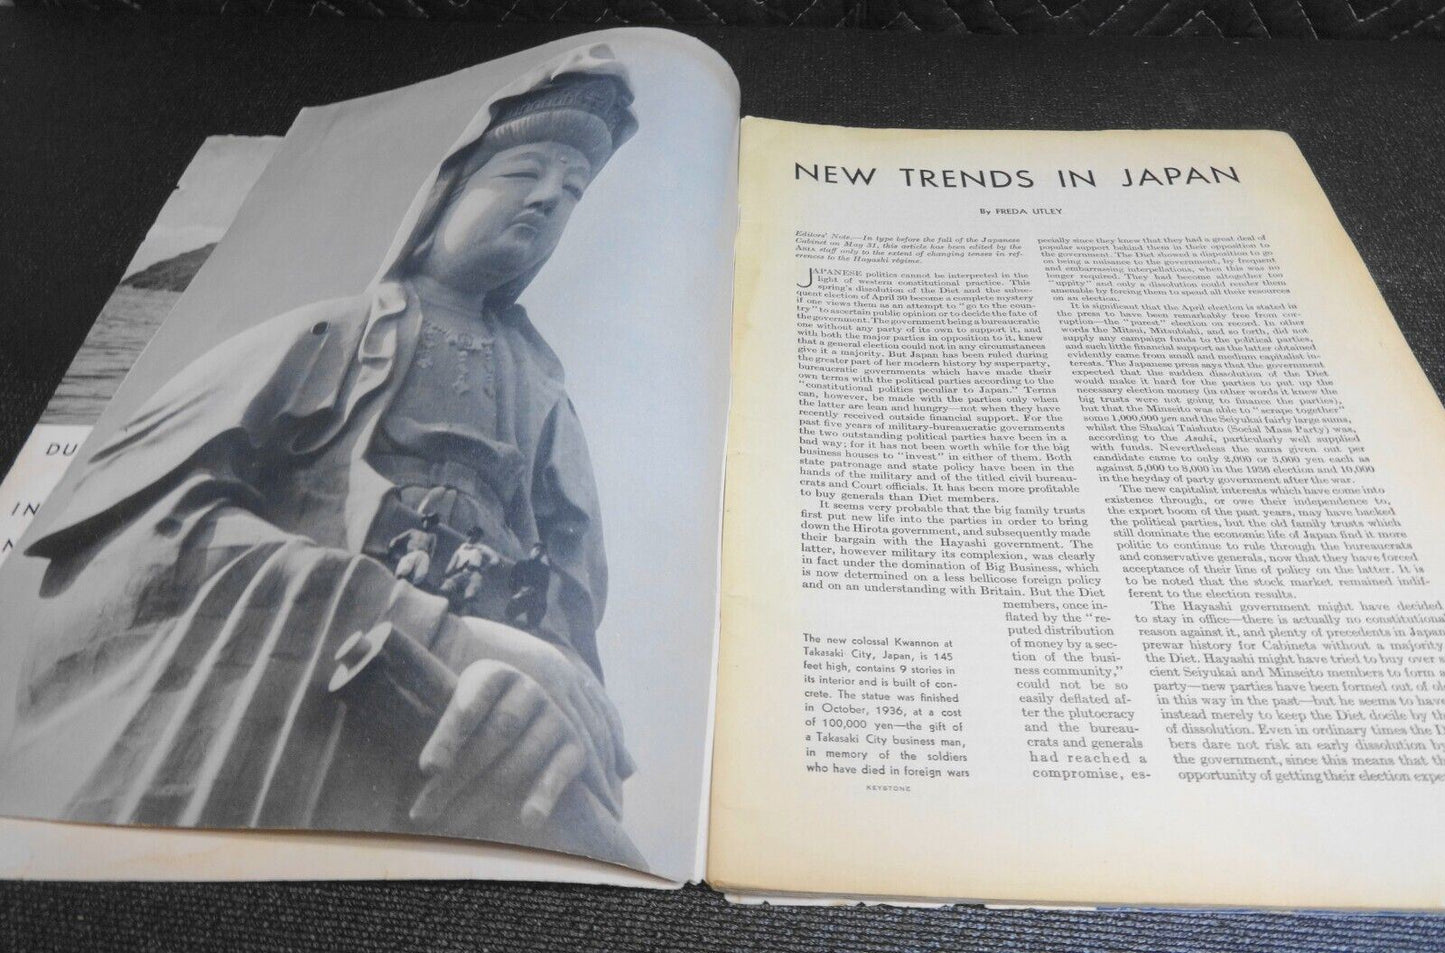 DU
IN
NEW TRENDS IN JAPAN
By FREDA UTLEY
Editors' Note.—In type before the fall of the Japanese
Cabinet on May 31, this article has been edited by the
ASIA staff only to the extent of changing tenses in ref-
erences to the Hayashi régime.
JAPANESE politics cannot be interpreted in the
light of western constitutional practice. This
spring's dissolution of the Diet and the subse-
quent election of April 30 become a complete mystery
if one views them as an attempt to "go to the coun-
try" to ascertain public opinion or to decide the fate of
the government. The government being a bureaucratic
one without any party of its own to support it, and
with both the major parties in opposition to it, knew
that a general election could not in any circumstances
give it a majority. But Japan has been ruled during
the greater part of her modern history by superparty,
bureaucratic governments which have made their
own terms with the political parties according to the
"constitutional politics peculiar to Japan." Terms
can, however, be made with the parties only when
the latter are lean and hungry—not when they have
recently received outside financial support. For the
past five years of military-bureaucratic governments
the two outstanding political parties have been in a
bad way; for it has not been worth while for the big
business houses to "invest" in either of them. Both
state patronage and state policy have been in the
hands of the military and of the titled civil bureau-
crats and Court officials. It has been more profitable
to buy generals than Diet members.
It seems very probable that the big family trusts
first put new life into the parties in order to bring
down the Hirota government, and subsequently made
their bargain with the Hayashi government. The
latter, however military its complexion, was clearly
in fact under the domination of Big Business, which
is now determined on a less bellicose foreign policy
and on an understanding with Britain. But the Diet
members, once in-
flated by the "re-
puted distribution
of money by a sec-
tion of the busi-
ness community,"
could not be so
easily deflated af-
ter the plutocracy
and the bureau-
crats and generals
had reached a
compromise, es-
The new colossal Kwannon at
Takasaki City, Japan, is 145
feet high, contains 9 stories in
its interior and is built of con-
crete. The statue was finished
in October, 1936, at a cost
of 100,000 yen—the gift of
a Takasaki City business man,
in memory of the soldiers
who have died in foreign wars
KEYSTONE
pecially since they knew that they had a great deal of
popular support behind them in their opposition to
the government. The Diet showed a disposition to go
on being a nuisance to the government, by frequent
and embarrassing interpellations, when this was no
longer required. They had become altogether too
"uppity" and only a dissolution could render them
amenable by forcing them to spend all their resources
on an election.
It is significant that the April election is stated in
the press to have been remarkably free from cor-
ruption—the "purest" election on record. In other
words the Mitsui, Mitsubishi, and so forth, did not
supply any campaign funds to the political parties,
and such little financial support as the latter obtained
evidently came from small and medium capitalist in-
terests. The Japanese press says that the government
expected that the sudden dissolution of the Diet
would make it hard for the parties to put up the
necessary election money (in other words it knew the
big trusts were not going to finance the parties),
but that the Minseito was able to "scrape together"
some 1,000,000 yen and the Seiyukai fairly large sums,
whilst the Shakai Taishuto (Social Mass Party) was,
according to the Asahi, particularly well supplied
with funds. Nevertheless the sums given out per
candidate came to only 2,000 or 3,000 yen each as
against 5,000 to 8,000 in the 1936 election and 10,000
in the heyday of party government after the war.
The new capitalist interests which have come into
existence through, or owe their independence to,
the export boom of the past years, may have backed
the political parties, but the old family trusts which
still dominate the economic life of Japan find it more
politic to continue to rule through the bureaucrats
and conservative generals, now that they have forced
acceptance of their line of policy on the latter. It is
to be noted that the stock market remained indif-
ferent to the election results.
The Hayashi government might have decided
to stay in office—there is actually no constitutional
reason against it, and plenty of precedents in Japan
prewar history for Cabinets without a majority
the Diet. Hayashi might have tried to buy over s
cient Seiyukai and Minseito members to form a
party—new parties have been formed out of old
in this way in the past—but he seems to have
instead merely to keep the Diet docile by th
of dissolution. Even in ordinary times the D
bers dare not risk an early dissolution by
the government, since this means that th
opportunity of getting their election expe